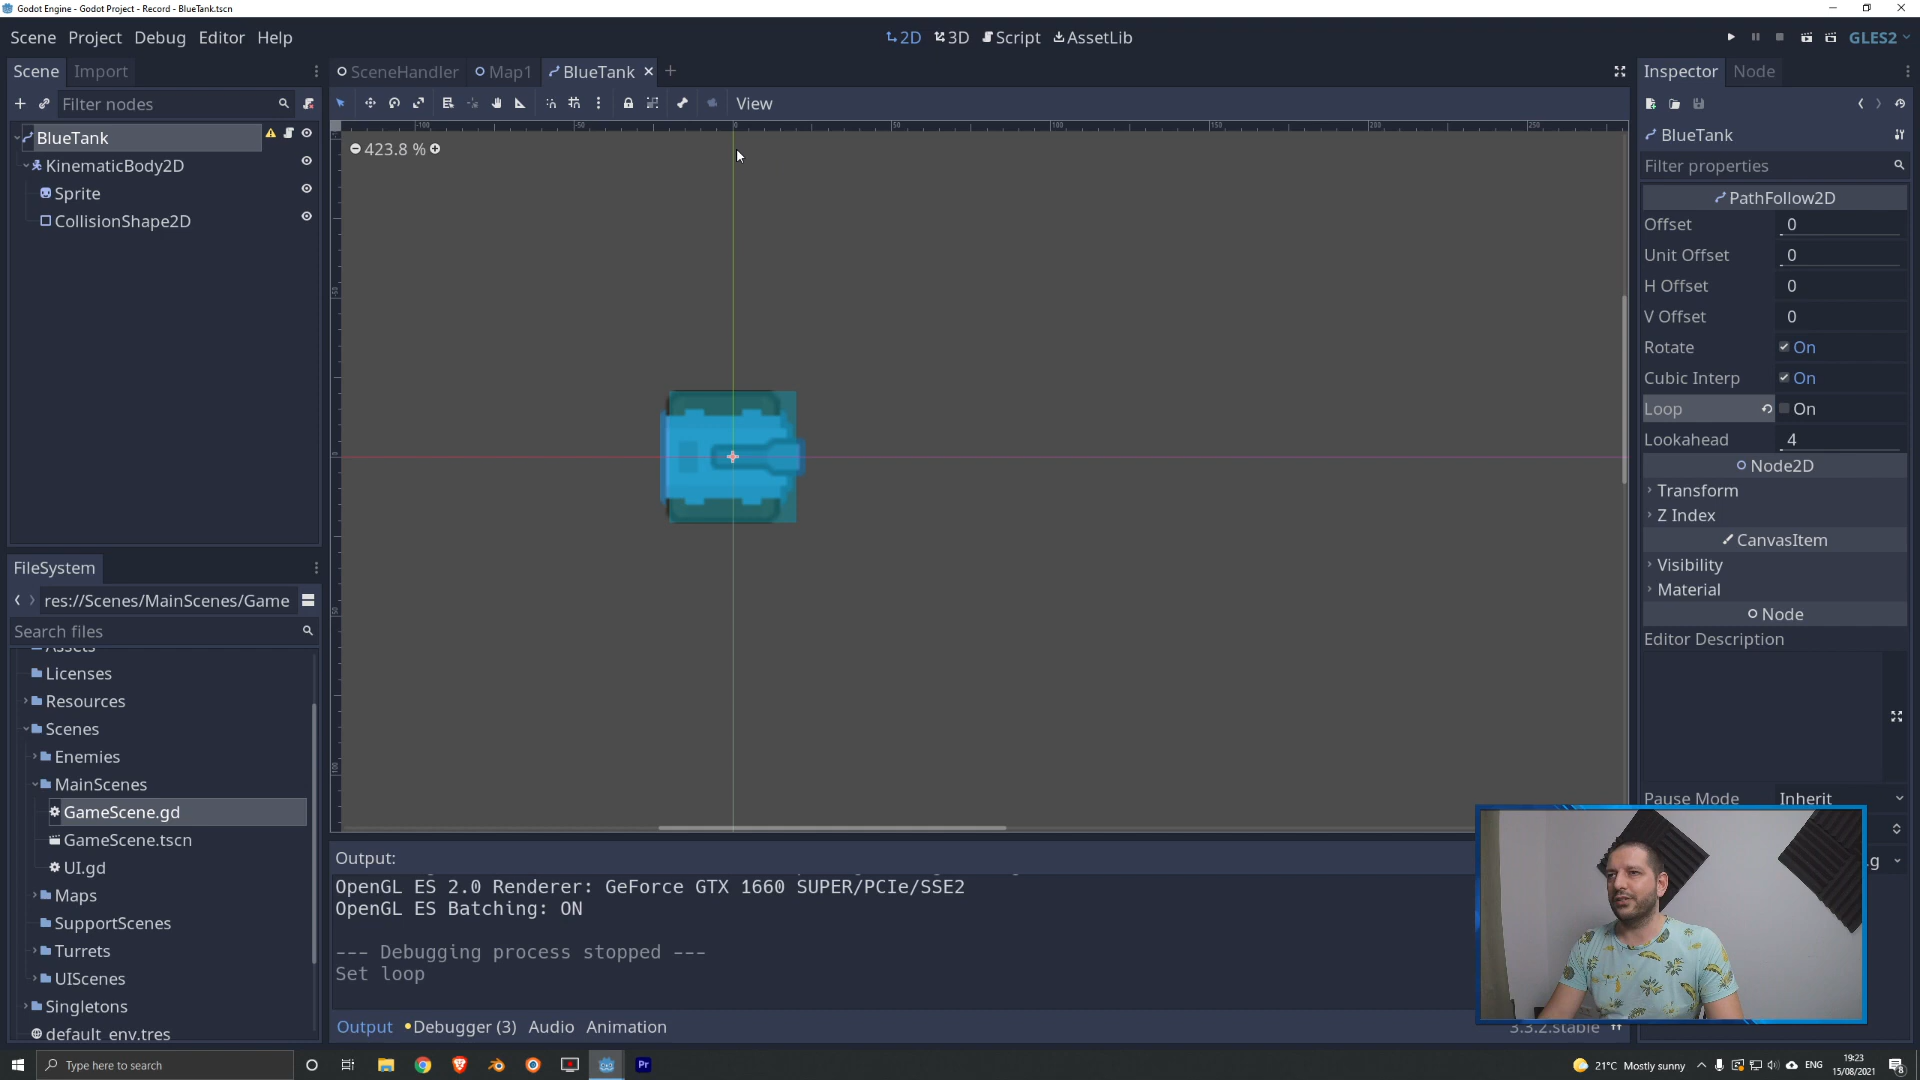 Godot Engine - Godot Project - Record - BlueTank.tscn
Scene Project Debug Editor Help
2D 3D Script AssetLib
GLES2
Scene Import
SceneHandler Map1 BlueTank
Inspector Node
Filter nodes
View
BlueTank
KinematicBody2D
Sprite
CollisionShape2D
423.8 %
BlueTank
Filter properties
PathFollow2D
Offset 0
Unit Offset 0
H Offset 0
V Offset 0
Rotate On
Cubic Interp On
Loop On
Lookahead 4
Node2D
Transform
Z Index
CanvasItem
Visibility
Material
Node
Editor Description
Pause Mode Inherit
FileSystem
res://Scenes/MainScenes/Game
Search files
Assets
Licenses
Resources
Scenes
Enemies
MainScenes
GameScene.gd
GameScene.tscn
UI.gd
Maps
SupportScenes
Turrets
UIScenes
Singletons
default_env.tres
Output:
OpenGL ES 2.0 Renderer: GeForce GTX 1660 SUPER/PCIe/SSE2
OpenGL ES Batching: ON
--- Debugging process stopped ---
Set loop
Output Debugger (3) Audio Animation
3.3.2.stable
Type here to search
21°C Mostly sunny
ENG
19:23
15/08/2021